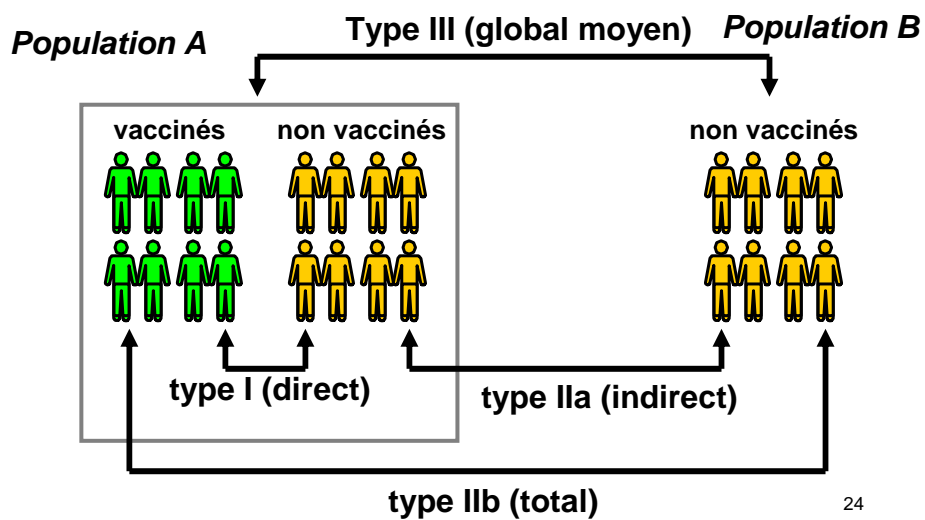 Type III (global moyen)
Population A
Population B
vaccinés
non vaccinés
non vaccinés
type I (direct)
type IIa (indirect)
type IIb (total)
24